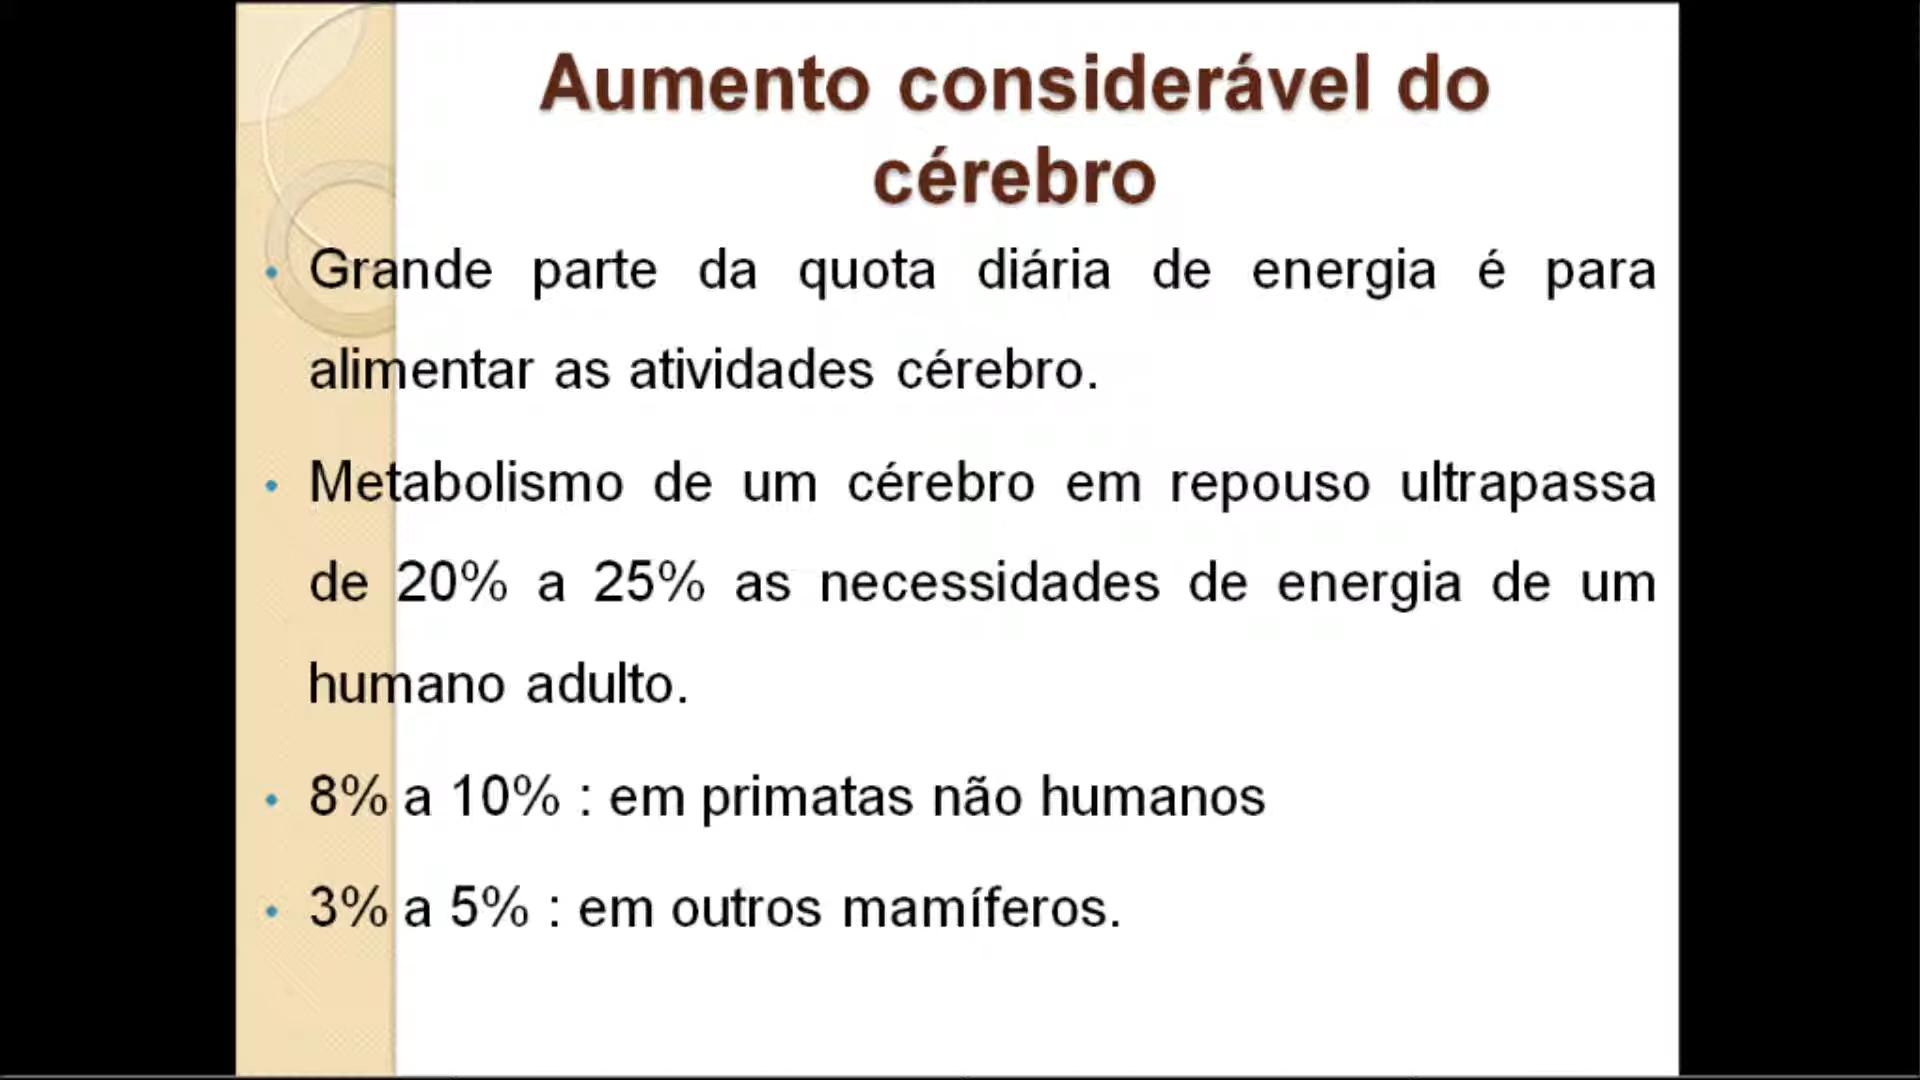 Aumento considerável do
cérebro
• Grande parte da quota diária de energia é para
alimentar as atividades cérebro.
• Metabolismo de um cérebro em repouso ultrapassa
de 20% a 25% as necessidades de energia de um
humano adulto.
• 8% a 10% : em primatas não humanos
• 3% a 5% : em outros mamíferos.